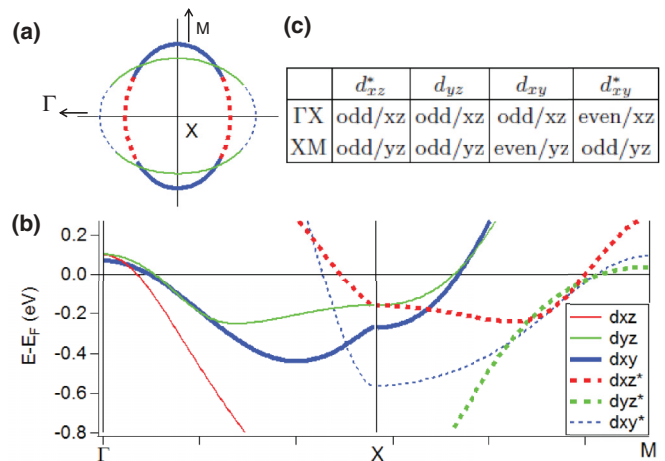 (a)
M
Γ
X
(c)
d*xz dyz dxy d*xy
ΓX odd/xz odd/xz odd/xz even/xz
XM odd/yz odd/yz even/yz odd/yz
(b)
E-EF (eV)
0.2
0.0
-0.2
-0.4
-0.6
-0.8
dxz
dyz
dxy
dxz*
dyz*
dxy*
Γ X M